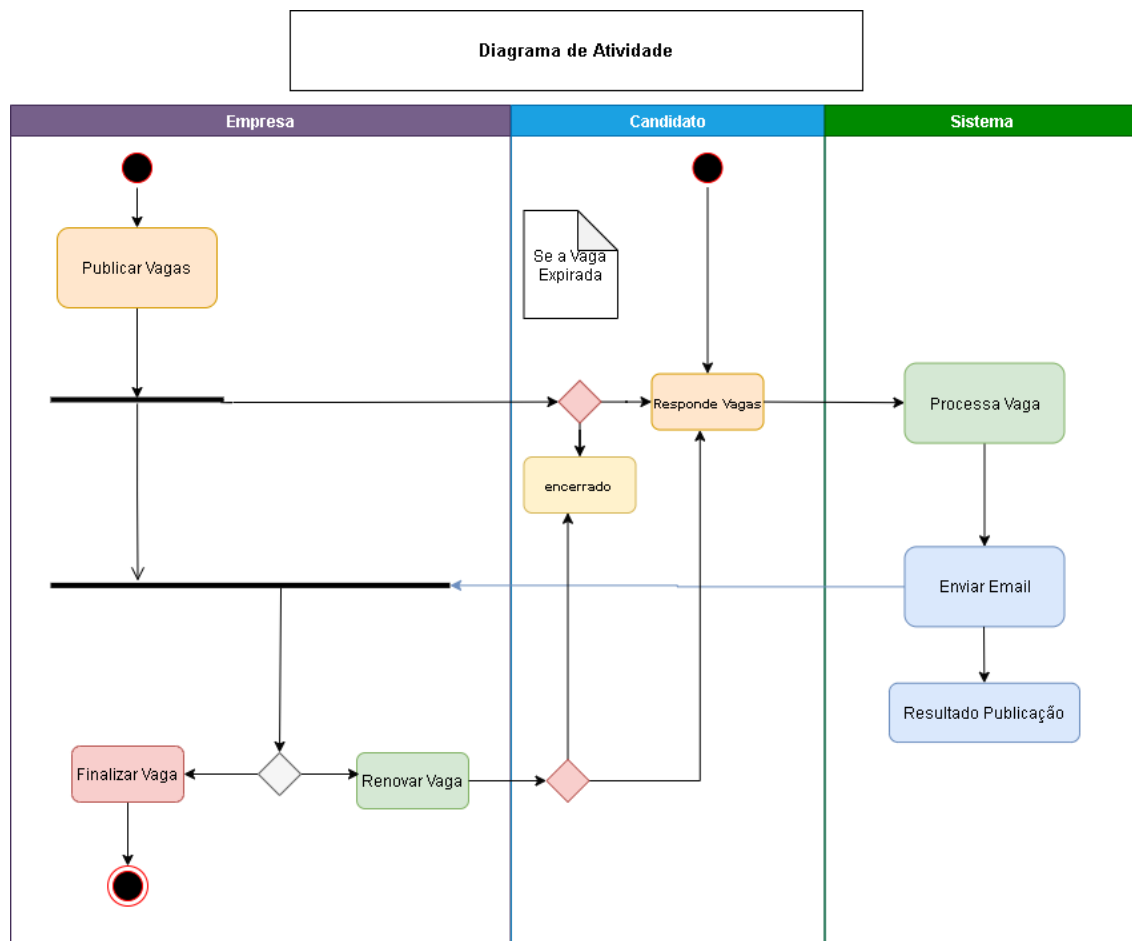 Diagrama de Atividade
Empresa
Candidato
Sistema
Publicar Vagas
Se a Vaga
Expirada
Responde Vagas
Processa Vaga
encerrado
Enviar Email
Resultado Publicação
Finalizar Vaga
Renovar Vaga